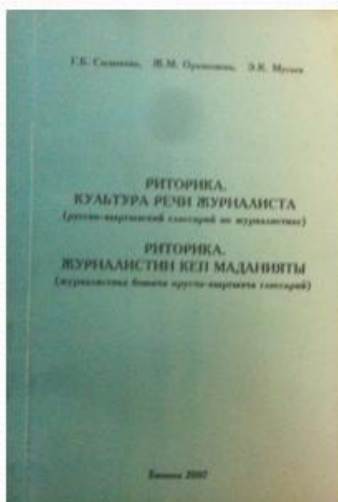 Ж.М. Э.К. Мусаев
РИТОРИКА.
КУЛЬТУРА РЕЧИ ЖУРНАЛИСТА
(русско-кыргызский глоссарий по журналистике)
РИТОРИКА.
ЖУРНАЛИСТИН КЕП МАДАНИЯТЫ
(журналистика боюнча орусча-кыргызча глоссарий)
Бишкек 2007